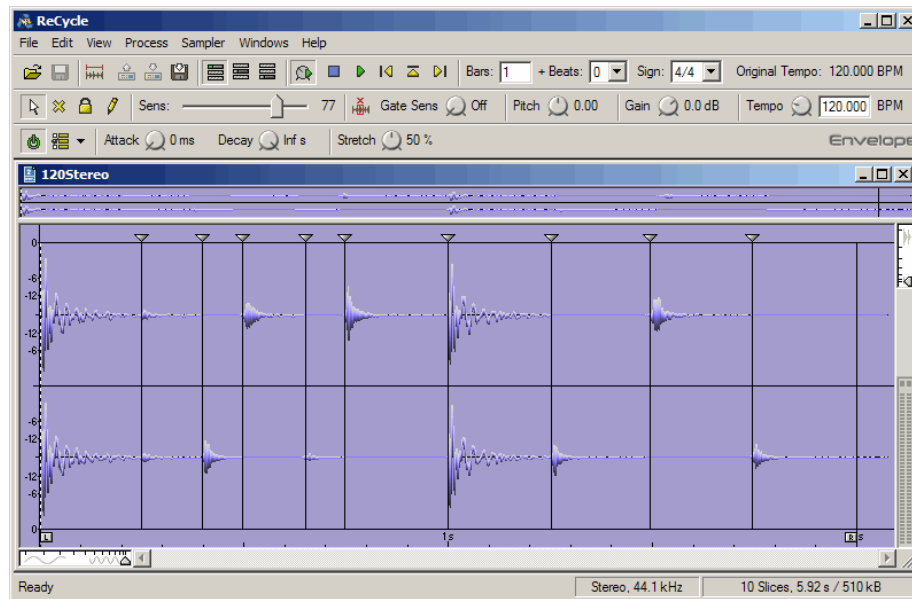 ReCycle
File Edit View Process Sampler Windows Help
Bars: 1 + Beats: 0 Sign: 4/4 Original Tempo: 120.000 BPM
Sens: 77 Gate Sens Off Pitch 0.00 Gain 0.0 dB Tempo 120.000 BPM
Attack 0 ms Decay Inf s Stretch 50 % Envelope
120Stereo
0
-6
-12
-12
-6
-6
-12
-12
-6
0
L 1s R s
Ready Stereo, 44.1 kHz 10 Slices, 5.92 s / 510 kB